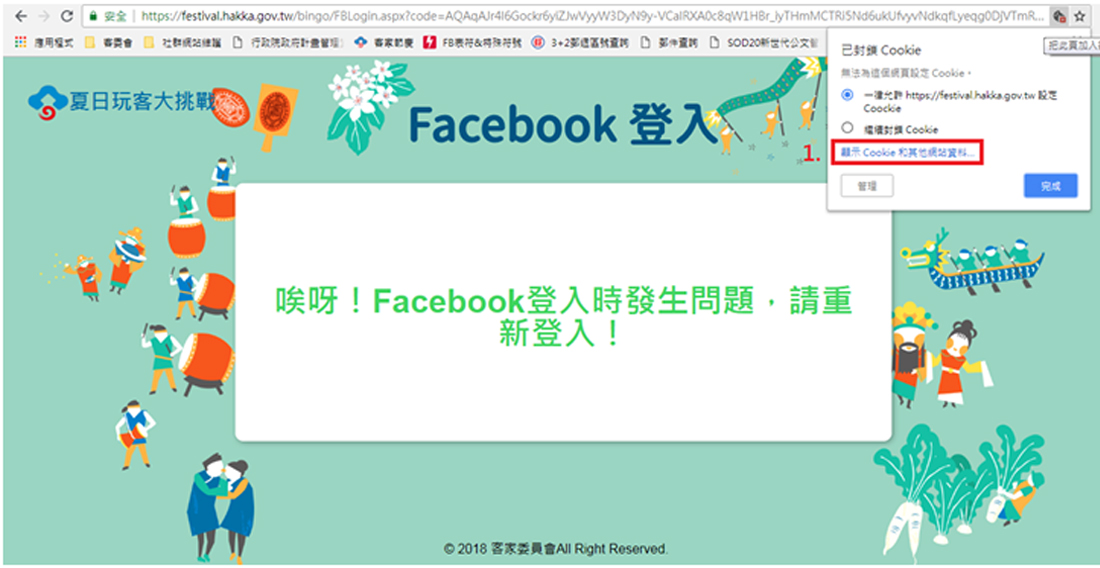 安全 | https://festival.hakka.gov.tw/bingo/FBLogin.aspx?code=
應用程式 客委會 社群網站維護 行政院政府計畫管理 客家節慶 FB表符&特殊符號 3+2郵遞區號查詢 郵件查詢 SOD20新世代公文管
已封鎖 Cookie
把此頁加入
無法為這個網頁設定 Cookie。
一律允許 https://festival.hakka.gov.tw 設定
Coockie
繼續封鎖 Cookie
1.
顯示 Cookie 和其他網站資料...
管理 完成
夏日玩客大挑戰
Facebook 登入
唉呀！Facebook登入時發生問題，請重
新登入！
© 2018 客家委員會All Right Reserved.